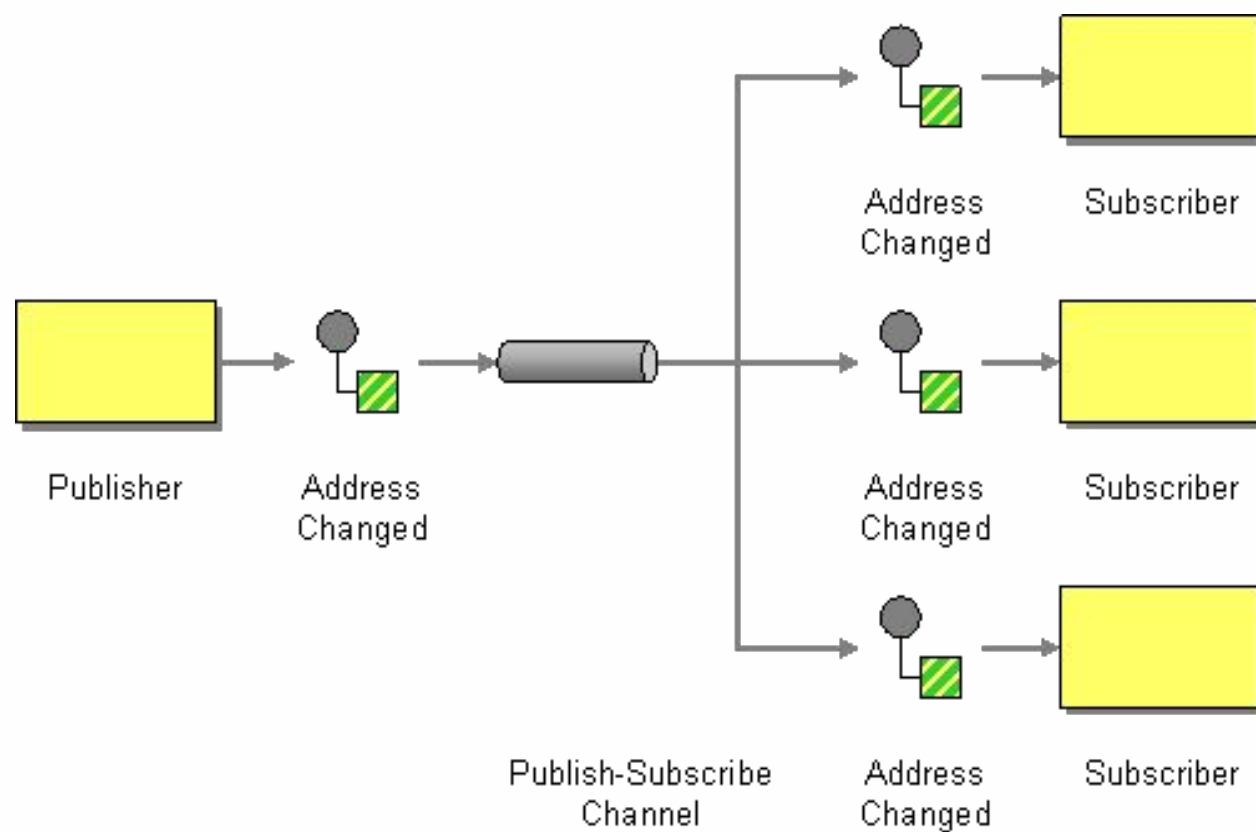 Address
Changed
Subscriber
Publisher
Address
Changed
Address
Changed
Subscriber
Publish-Subscribe
Channel
Address
Changed
Subscriber